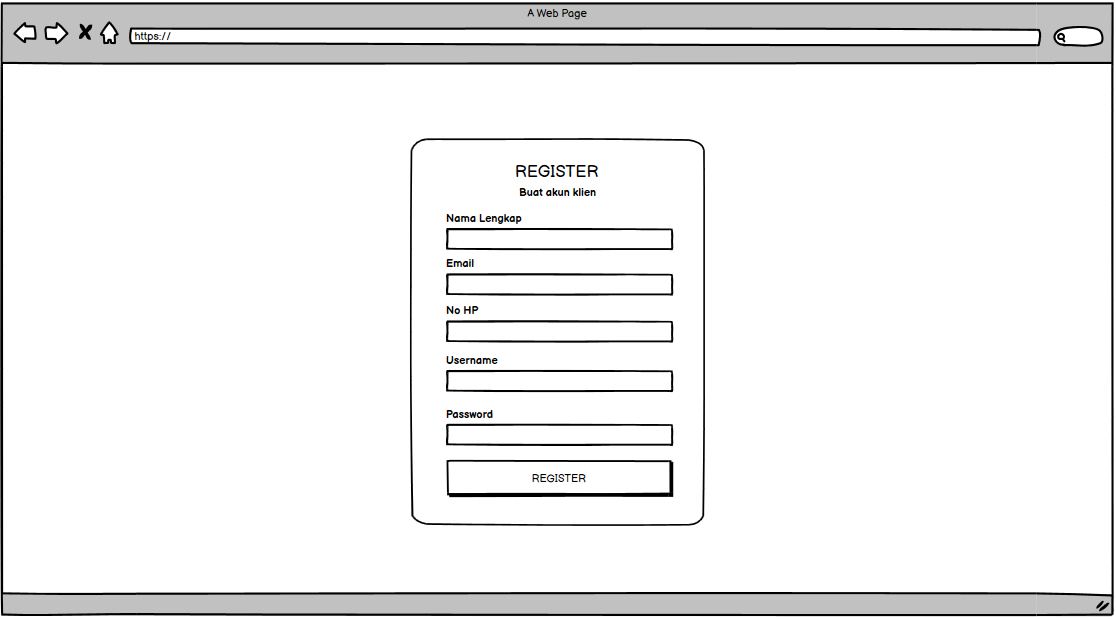 A Web Page
https://
REGISTER
Buat akun klien
Nama Lengkap
Email
No HP
Username
Password
REGISTER